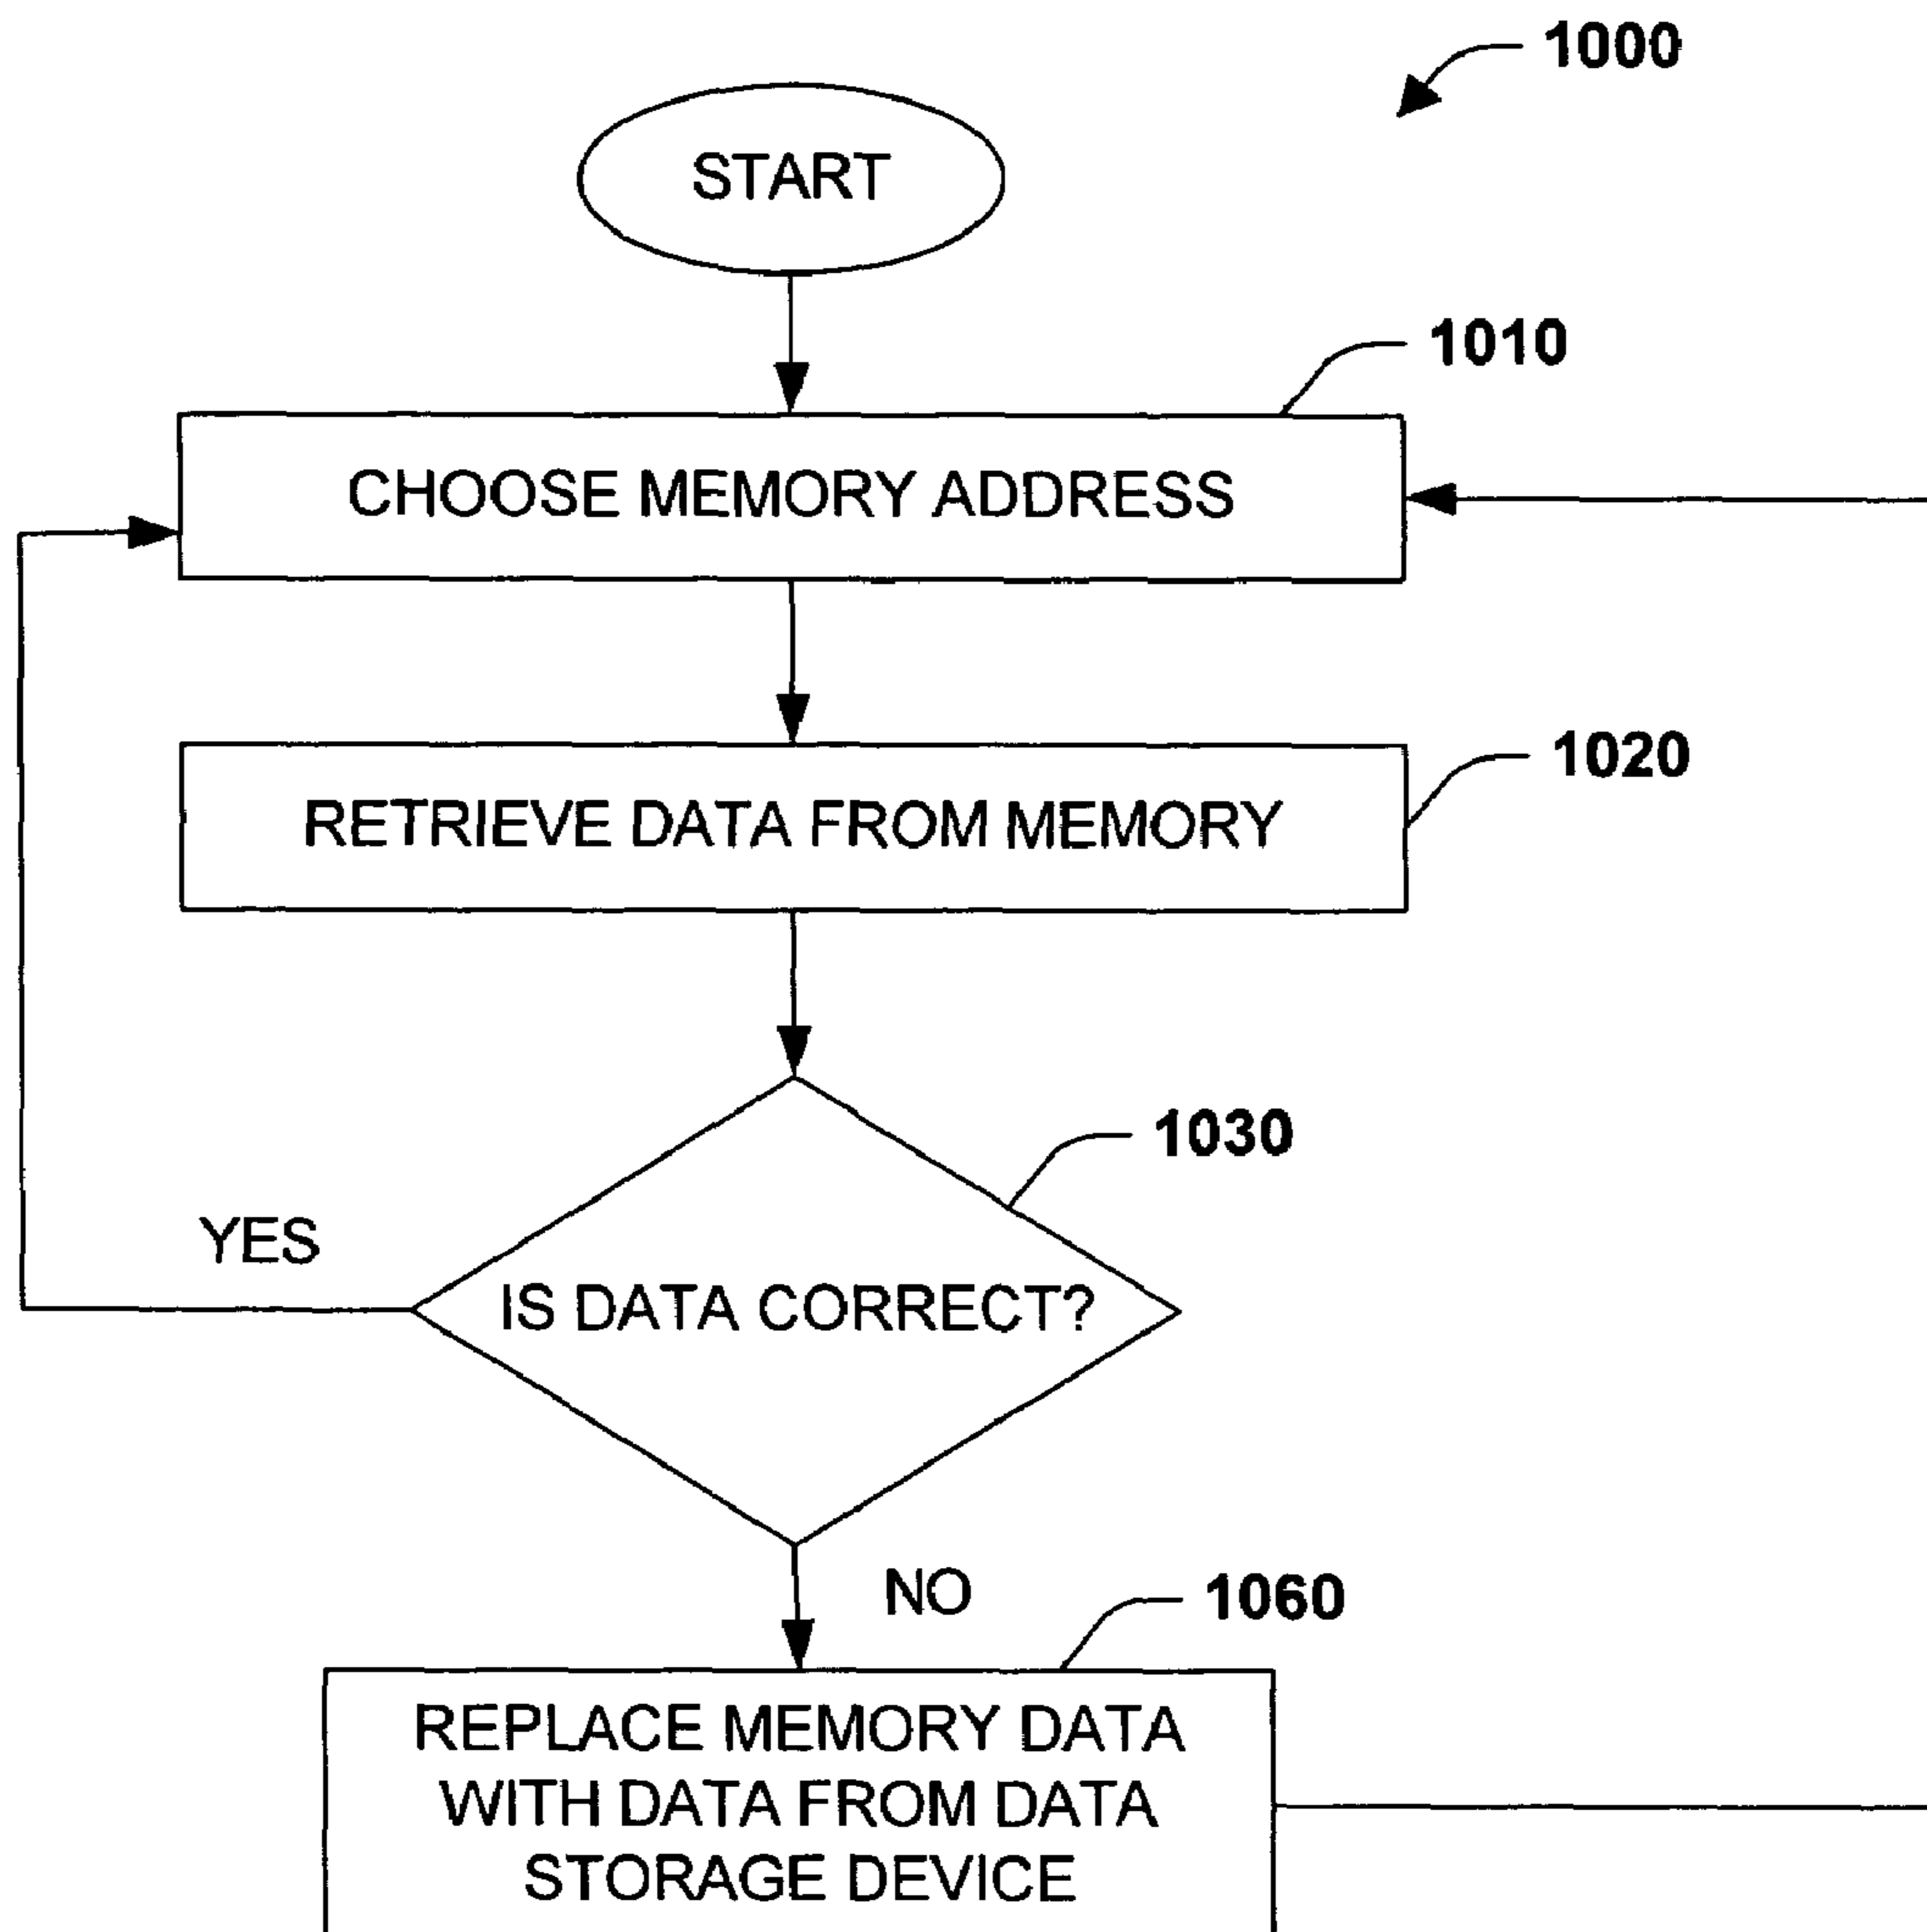 1000
START
1010
CHOOSE MEMORY ADDRESS
1020
RETRIEVE DATA FROM MEMORY
1030
YES
IS DATA CORRECT?
NO
1060
REPLACE MEMORY DATA
WITH DATA FROM DATA
STORAGE DEVICE